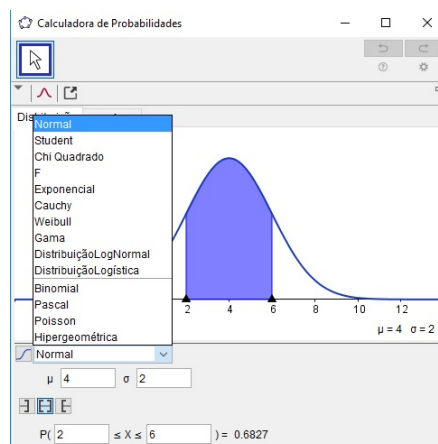 Calculadora de Probabilidades
Normal
Student
Chi Quadrado
F
Exponencial
Cauchy
Weibull
Gama
DistribuiçãoLogNormal
DistribuiçãoLogística
Binomial
Pascal
Poisson
Hipergeométrica
2 4 6 8 10 12
μ = 4 σ = 2
Normal
μ 4 σ 2
P( 2 ≤ X ≤ 6 ) = 0.6827